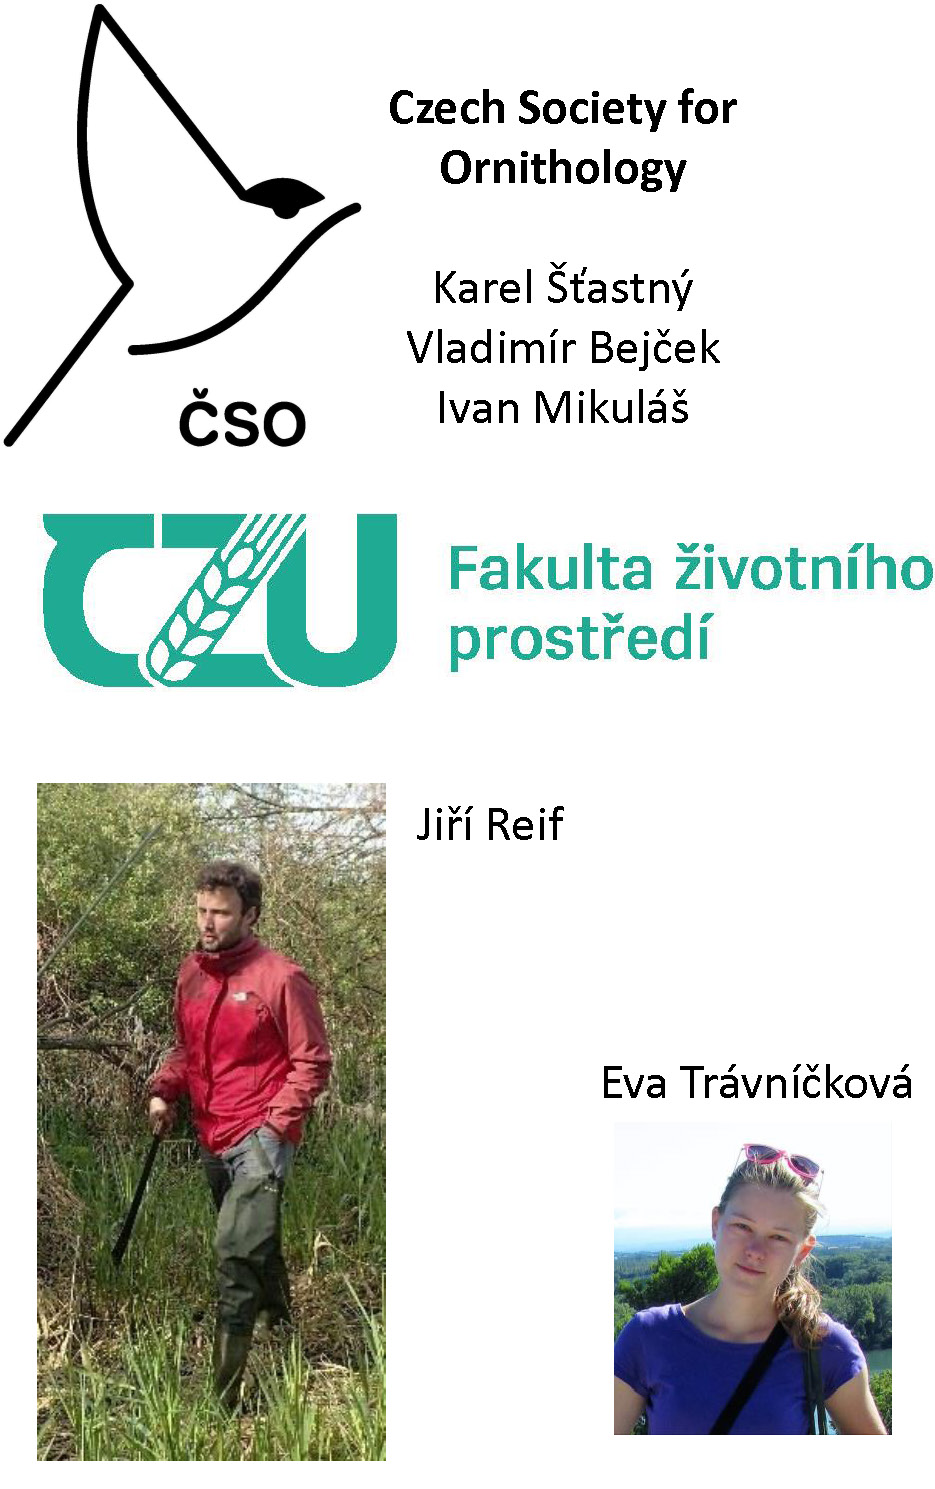 Czech Society for
Ornithology
Karel Šťastný
Vladimír Bejček
Ivan Mikuláš
ČSO
ČZU
Fakulta životního
prostředí
Jiří Reif
Eva Trávníčková